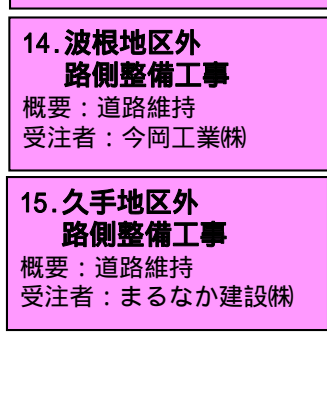 14.波根地区外
路側整備工事
概要：道路維持
受注者：今岡工業㈱
15.久手地区外
路側整備工事
概要：道路維持
受注者：まるなか建設㈱